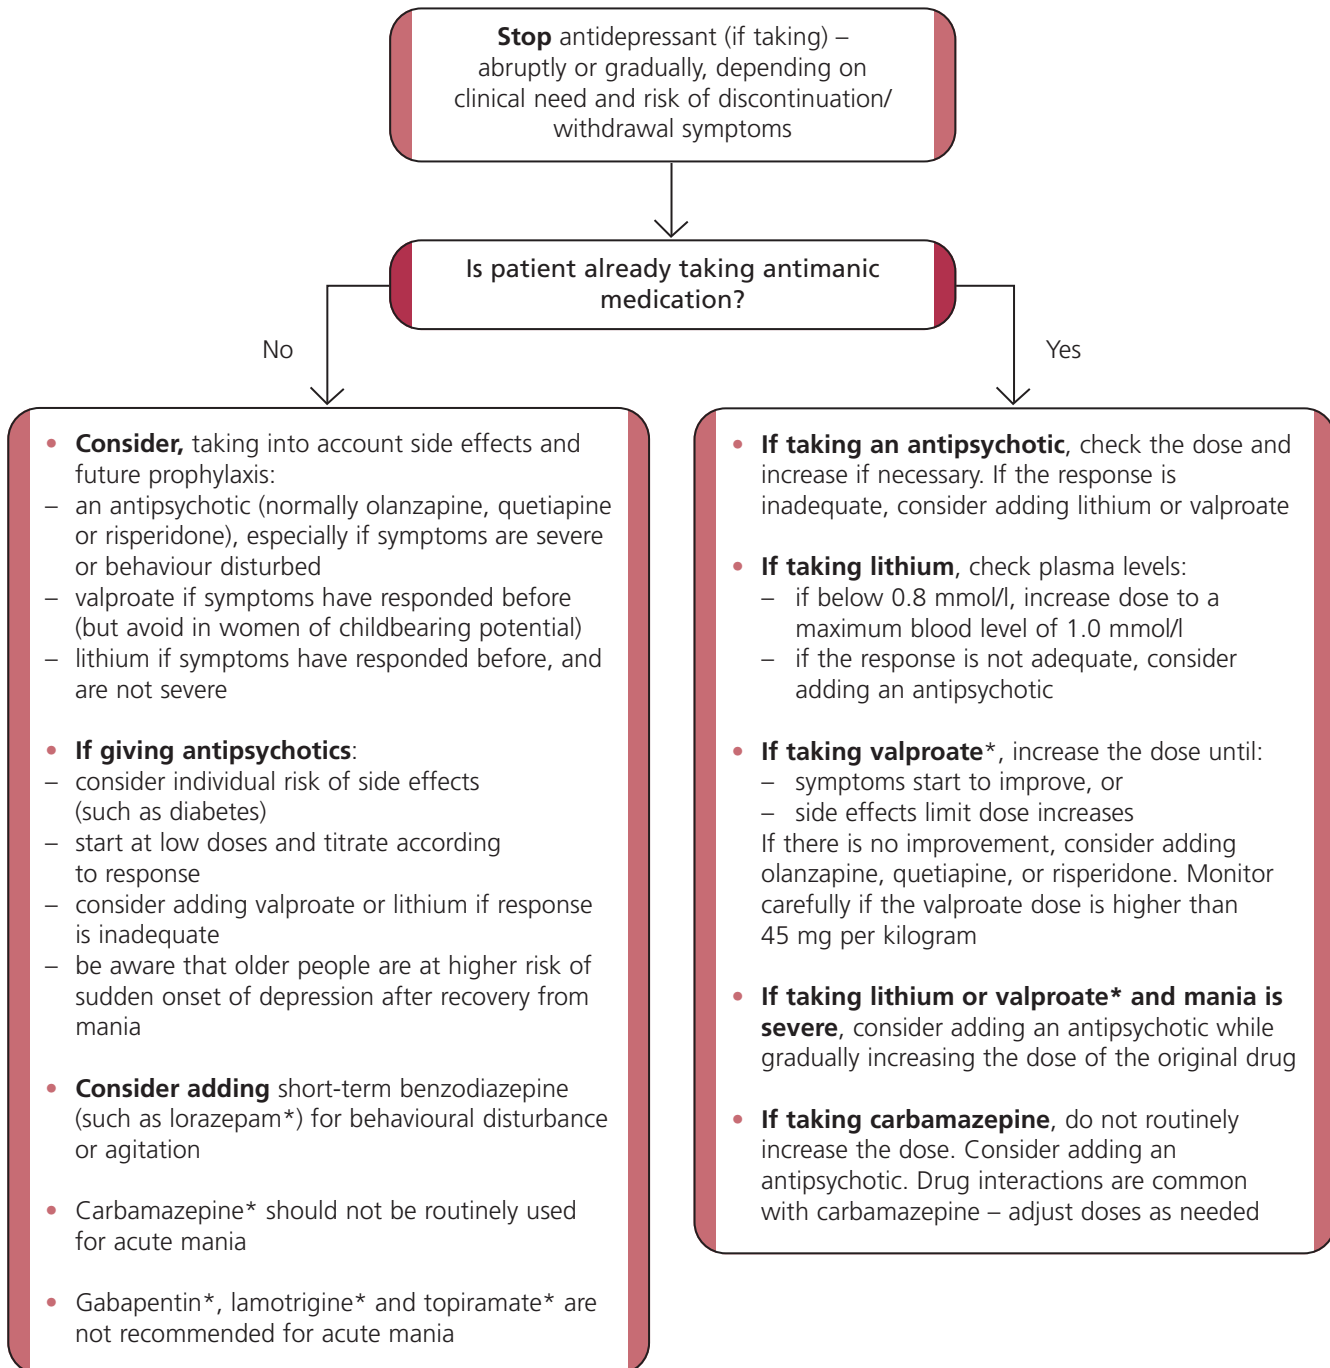 Stop antidepressant (if taking) –
abruptly or gradually, depending on
clinical need and risk of discontinuation/
withdrawal symptoms
Is patient already taking antimanic
medication?
No
Yes
• Consider, taking into account side effects and
future prophylaxis:
– an antipsychotic (normally olanzapine, quetiapine
or risperidone), especially if symptoms are severe
or behaviour disturbed
– valproate if symptoms have responded before
(but avoid in women of childbearing potential)
– lithium if symptoms have responded before, and
are not severe
• If giving antipsychotics:
– consider individual risk of side effects
(such as diabetes)
– start at low doses and titrate according
to response
– consider adding valproate or lithium if response
is inadequate
– be aware that older people are at higher risk of
sudden onset of depression after recovery from
mania
• Consider adding short-term benzodiazepine
(such as lorazepam*) for behavioural disturbance
or agitation
• Carbamazepine* should not be routinely used
for acute mania
• Gabapentin*, lamotrigine* and topiramate* are
not recommended for acute mania
• If taking an antipsychotic, check the dose and
increase if necessary. If the response is
inadequate, consider adding lithium or valproate
• If taking lithium, check plasma levels:
– if below 0.8 mmol/l, increase dose to a
maximum blood level of 1.0 mmol/l
– if the response is not adequate, consider
adding an antipsychotic
• If taking valproate*, increase the dose until:
– symptoms start to improve, or
– side effects limit dose increases
If there is no improvement, consider adding
olanzapine, quetiapine, or risperidone. Monitor
carefully if the valproate dose is higher than
45 mg per kilogram
• If taking lithium or valproate* and mania is
severe, consider adding an antipsychotic while
gradually increasing the dose of the original drug
• If taking carbamazepine, do not routinely
increase the dose. Consider adding an
antipsychotic. Drug interactions are common
with carbamazepine – adjust doses as needed